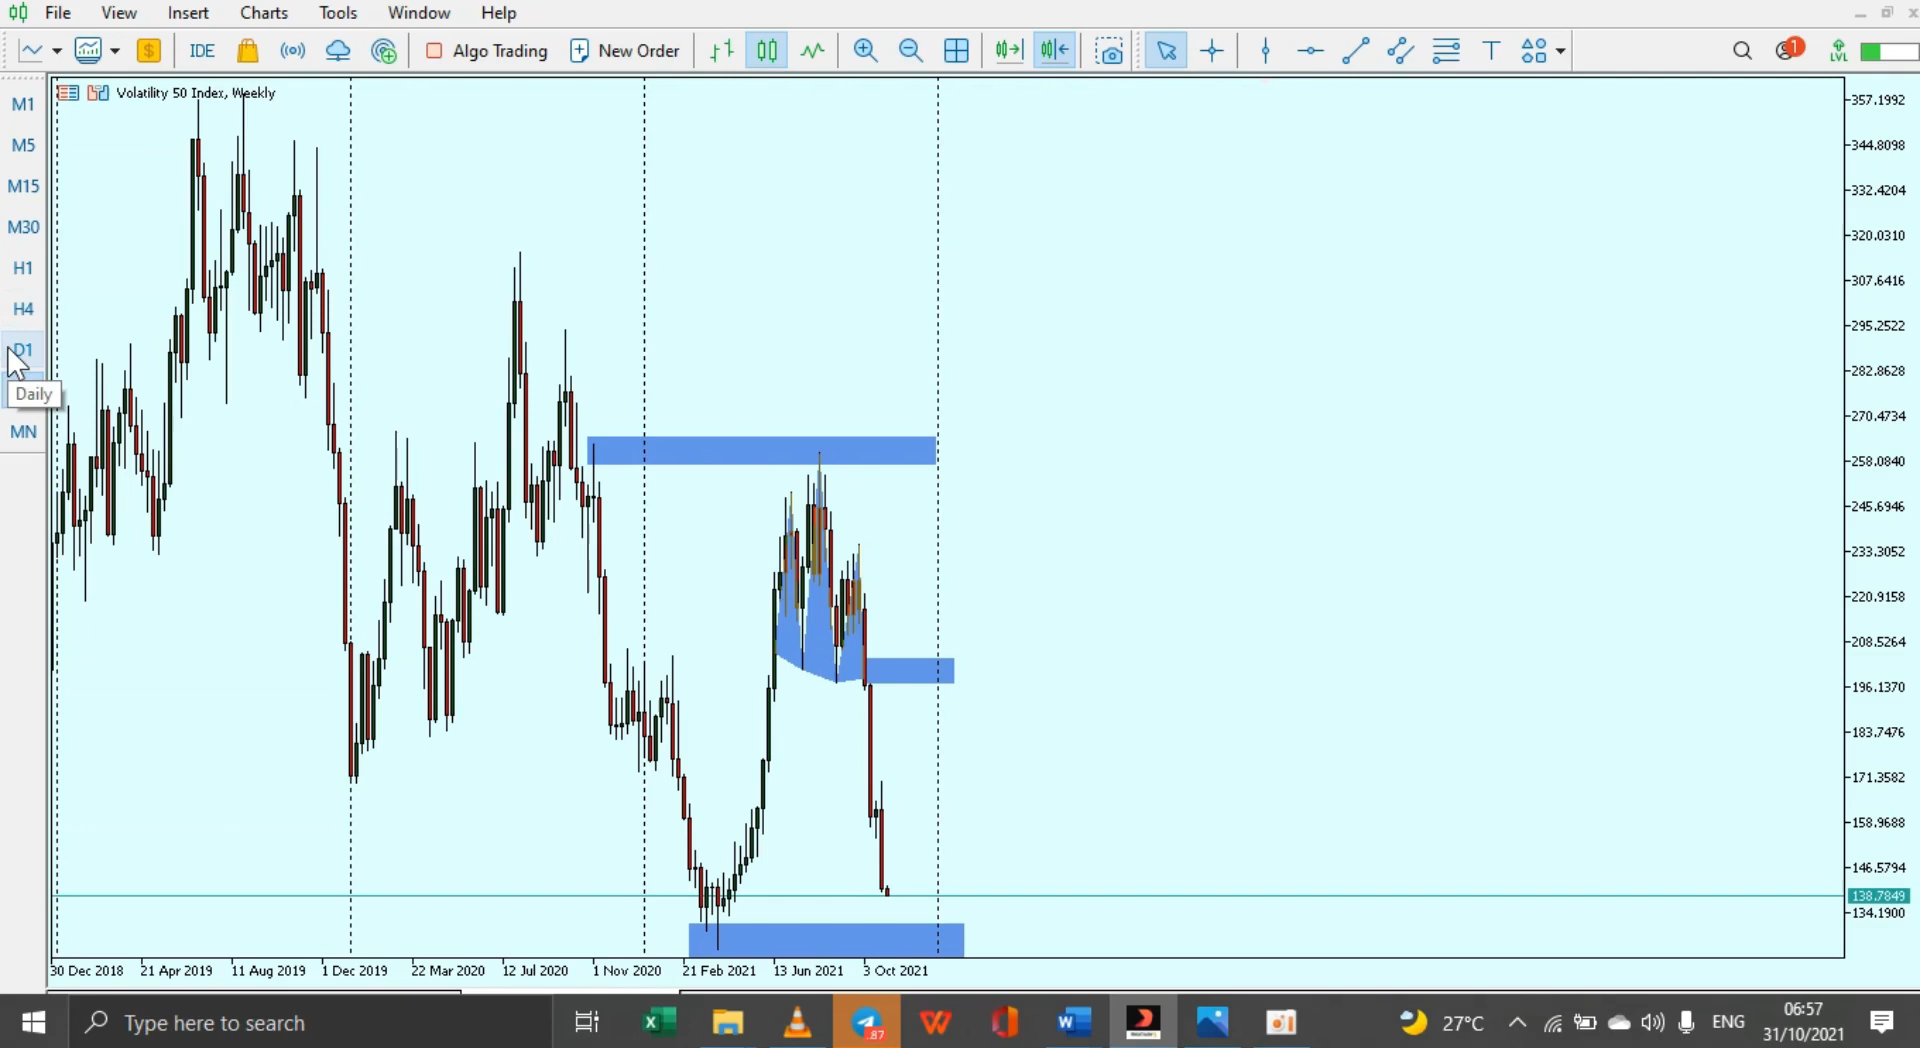 File View Insert Charts Tools Window Help
$ IDE Algo Trading New Order T 1 LVL
Volatility 50 Index, Weekly
M1
M5
M15
M30
H1
H4
D1
Daily
MN
357.1992
344.8098
332.4204
320.0310
307.6416
295.2522
282.8628
270.4734
258.0840
245.6946
233.3052
220.9158
208.5264
196.1370
183.7476
171.3582
158.9688
146.5794
138.7849
134.1900
30 Dec 2018 21 Apr 2019 11 Aug 2019 1 Dec 2019 22 Mar 2020 12 Jul 2020 1 Nov 2020 21 Feb 2021 13 Jun 2021 3 Oct 2021
Type here to search
.87
27°C
ENG
06:57
31/10/2021